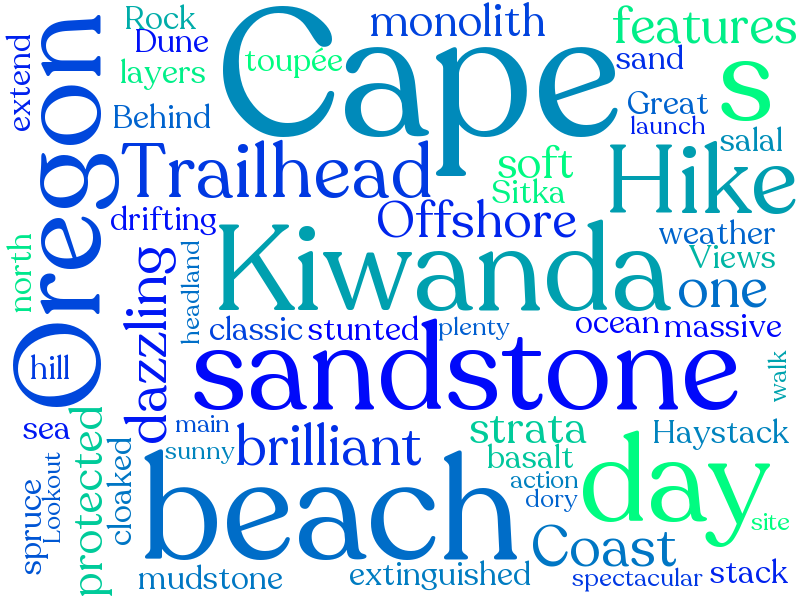 Rock
Cape
monolith
features
extend
Oregon
Dune
toupée
sand
s
layers
Behind
Great
launch
salal
Trailhead
soft
Sitka
Hike
drifting
Offshore
weather
north
dazzling
headland
Kiwanda
Views
one
hill
classic
stunted
plenty
ocean
massive
sandstone
walk
sea
protected
main
sunny
brilliant
strata
Haystack
cloaked
basalt
spruce
Lookout
beach
action
dory
day
site
Coast
mudstone
extinguished
spectacular
stack